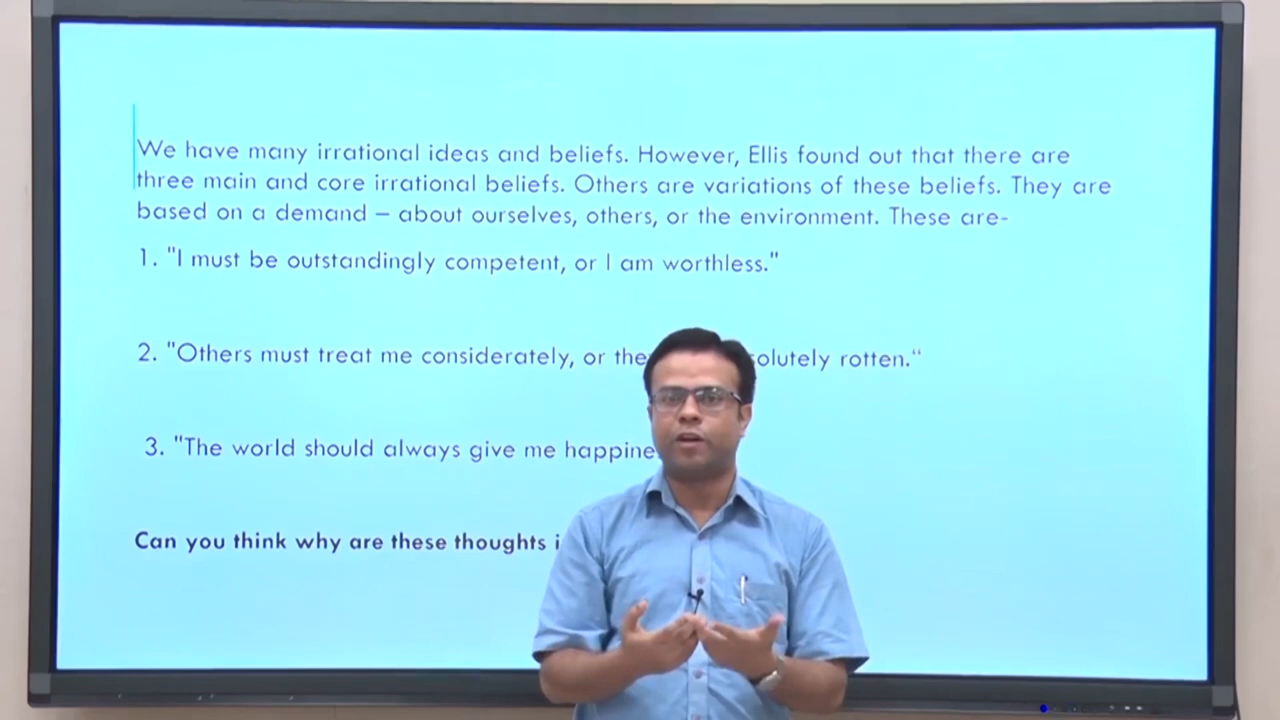 We have many irrational ideas and beliefs. However, Ellis found out that there are
three main and core irrational beliefs. Others are variations of these beliefs. They are
based on a demand – about ourselves, others, or the environment. These are-
1. "I must be outstandingly competent, or I am worthless."
2. "Others must treat me considerately, or rotten."
3. "The world should always give me
Can you think why are these thoughts